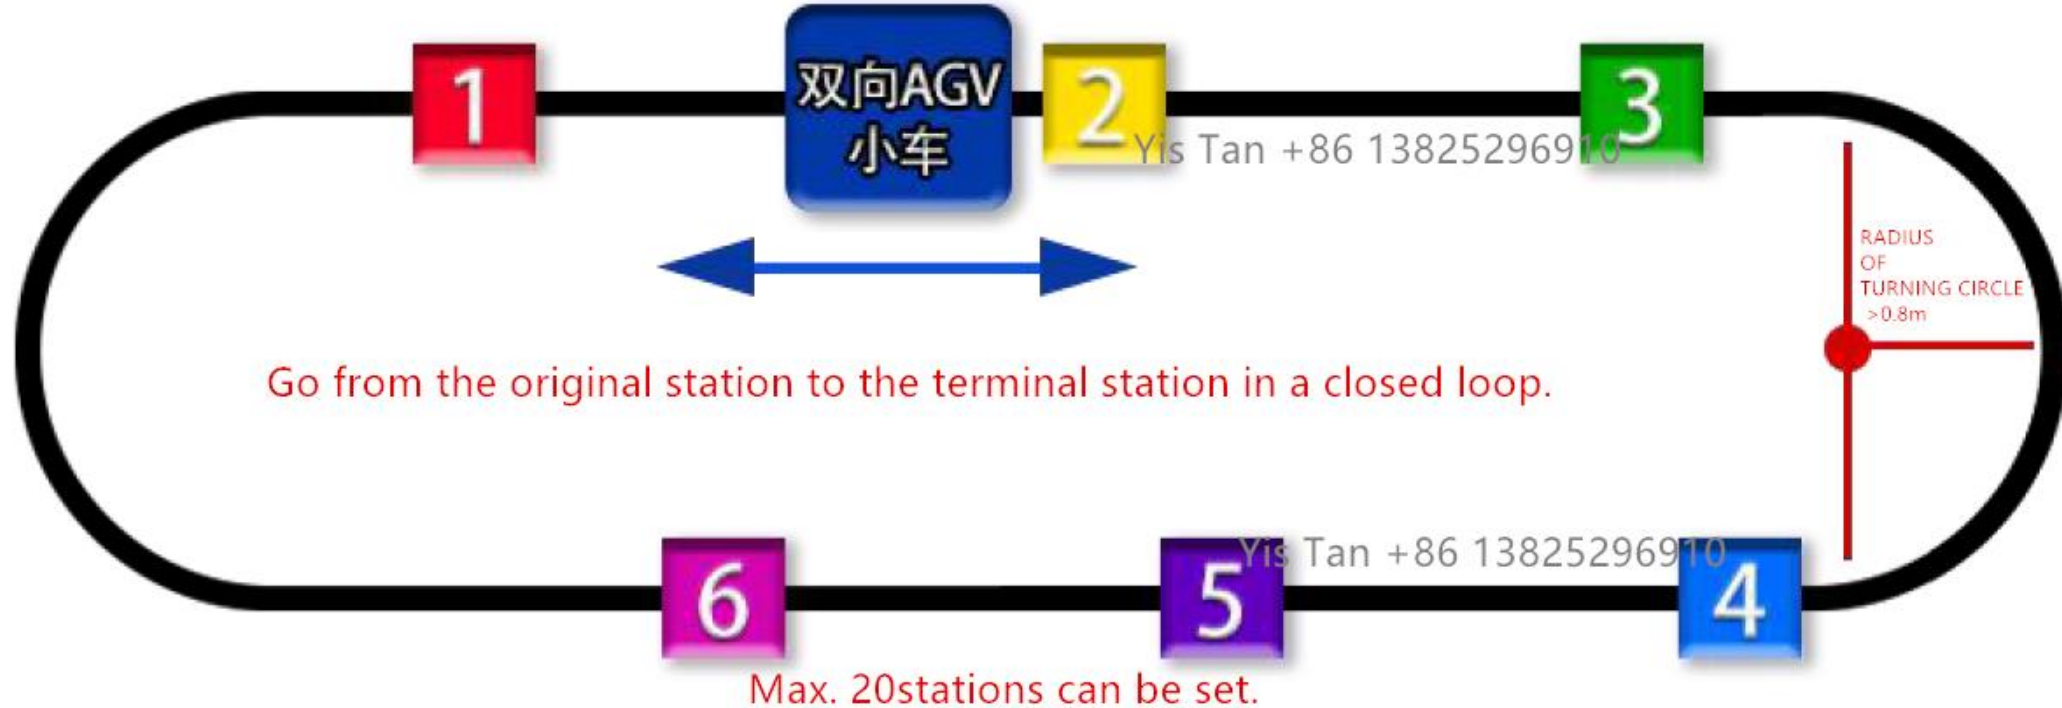 1
双向AGV
小车
2
3
Yis Tan +86 13825296910
RADIUS
OF
TURNING CIRCLE
>0.8m
Go from the original station to the terminal station in a closed loop.
Yis Tan +86 13825296910
6
5
4
Max. 20stations can be set.